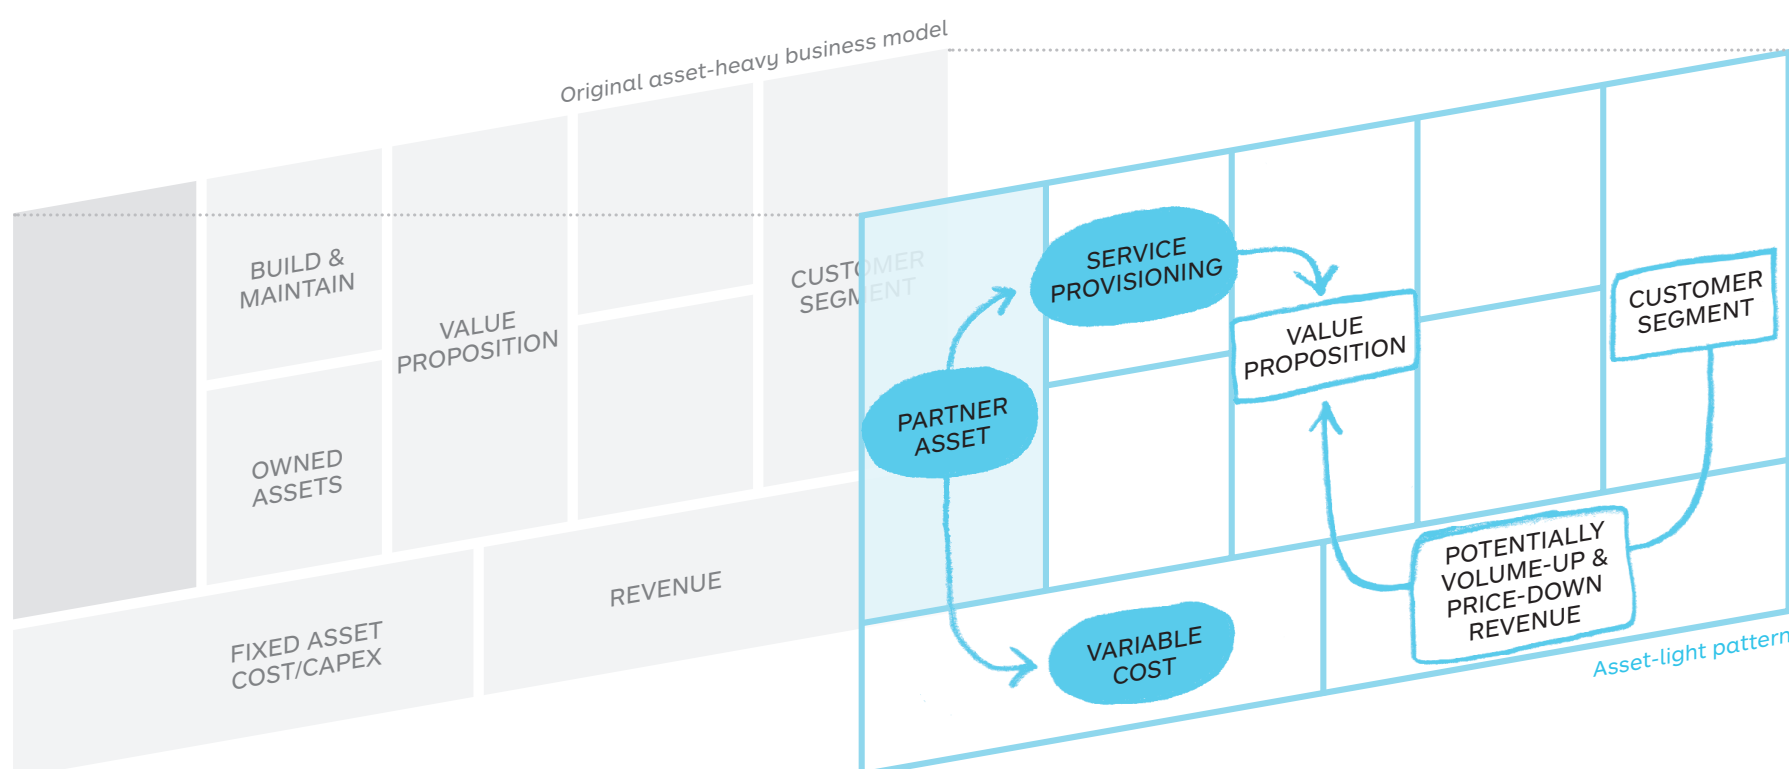 Original asset-heavy business model
BUILD &
MAINTAIN
OWNED
ASSETS
VALUE
PROPOSITION
CUSTOMER
SEGMENT
FIXED ASSET
COST/CAPEX
REVENUE
PARTNER
ASSET
SERVICE
PROVISIONING
VALUE
PROPOSITION
CUSTOMER
SEGMENT
VARIABLE
COST
POTENTIALLY
VOLUME-UP &
PRICE-DOWN
REVENUE
Asset-light pattern